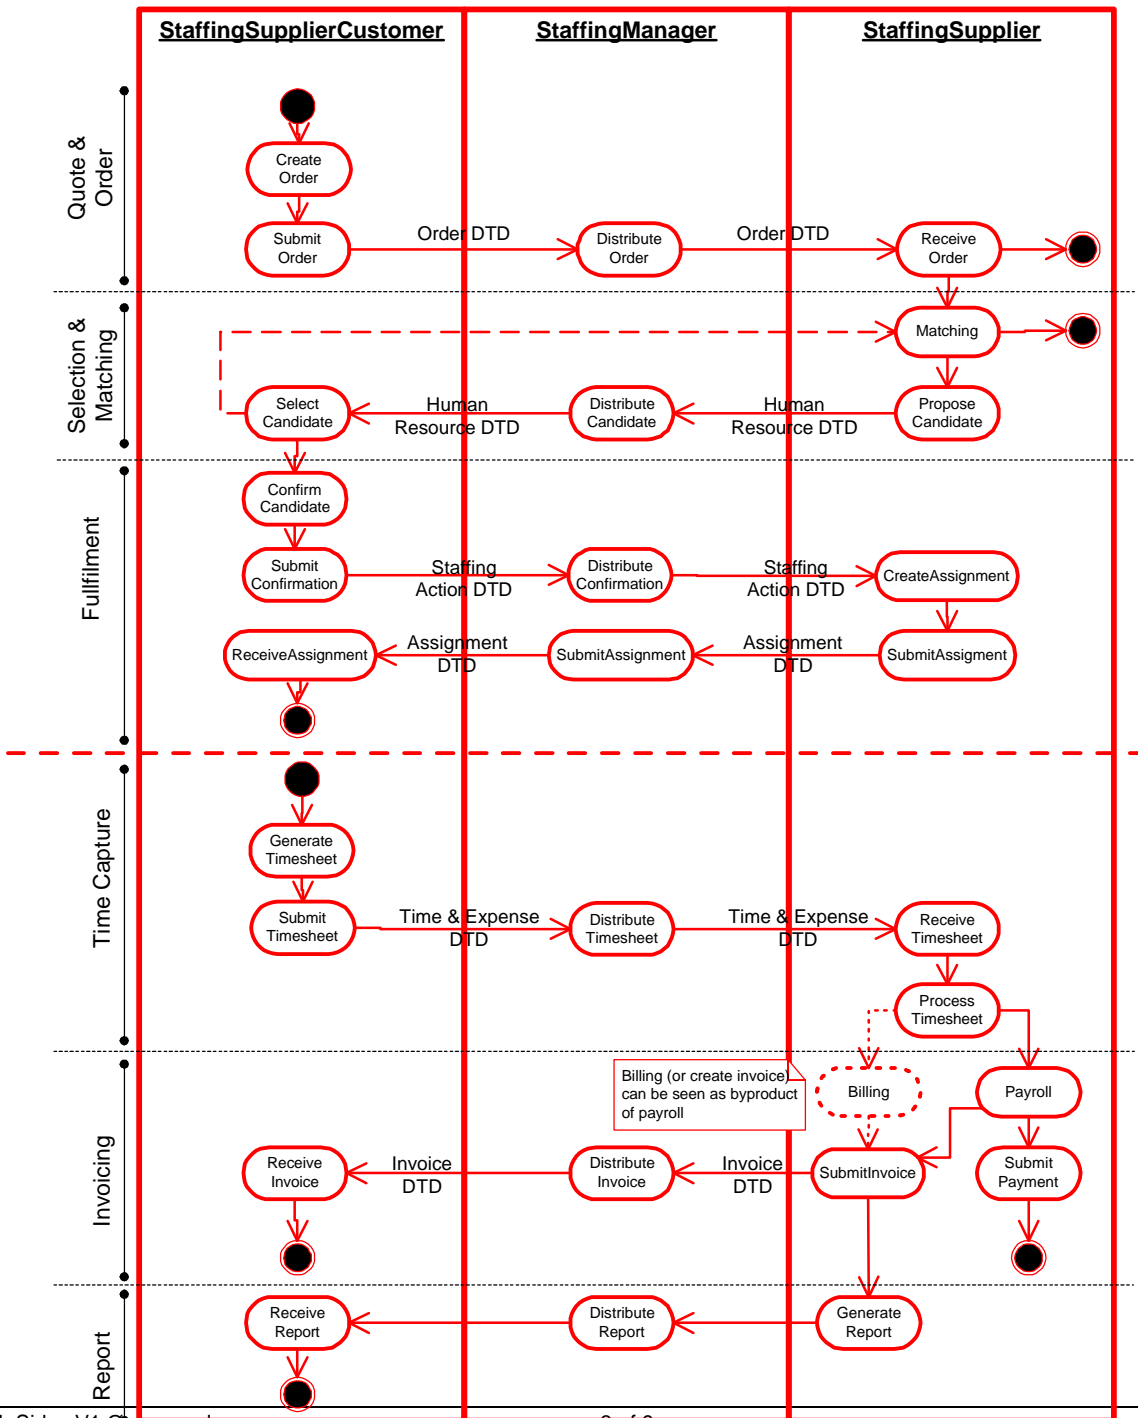 StaffingSupplierCustomer
StaffingManager
StaffingSupplier
Quote &
Order
Create
Order
Submit
Order
Order DTD
Distribute
Order
Order DTD
Receive
Order
Selection &
Matching
Matching
Select
Candidate
Human
Resource DTD
Distribute
Candidate
Human
Resource DTD
Propose
Candidate
Fullfilment
Confirm
Candidate
Submit
Confirmation
Staffing
Action DTD
Distribute
Confirmation
Staffing
Action DTD
CreateAssignment
ReceiveAssignment
Assignment
DTD
SubmitAssignment
Assignment
DTD
SubmitAssigment
Time Capture
Generate
Timesheet
Submit
Timesheet
Time & Expense
DTD
Distribute
Timesheet
Time & Expense
DTD
Receive
Timesheet
Process
Timesheet
Invoicing
Billing (or create invoice)
can be seen as byproduct
of payroll
Billing
Payroll
Receive
Invoice
Invoice
DTD
Distribute
Invoice
Invoice
DTD
SubmitInvoice
Submit
Payment
Report
Receive
Report
Distribute
Report
Generate
Report